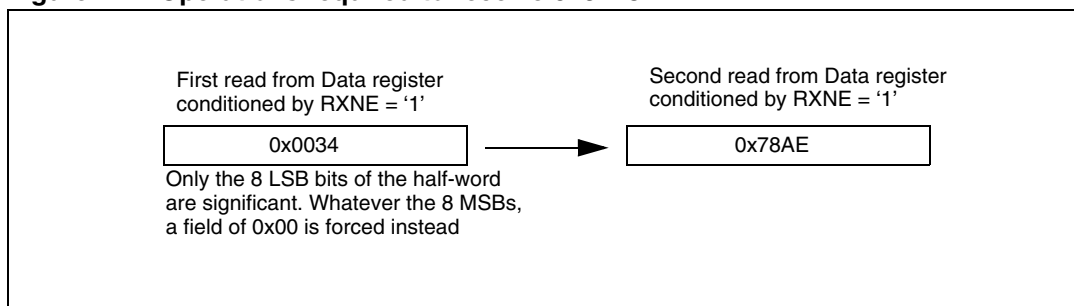 First read from Data register
conditioned by RXNE = ‘1’
0x0034
Only the 8 LSB bits of the half-word
are significant. Whatever the 8 MSBs,
a field of 0x00 is forced instead
Second read from Data register
conditioned by RXNE = ‘1’
0x78AE